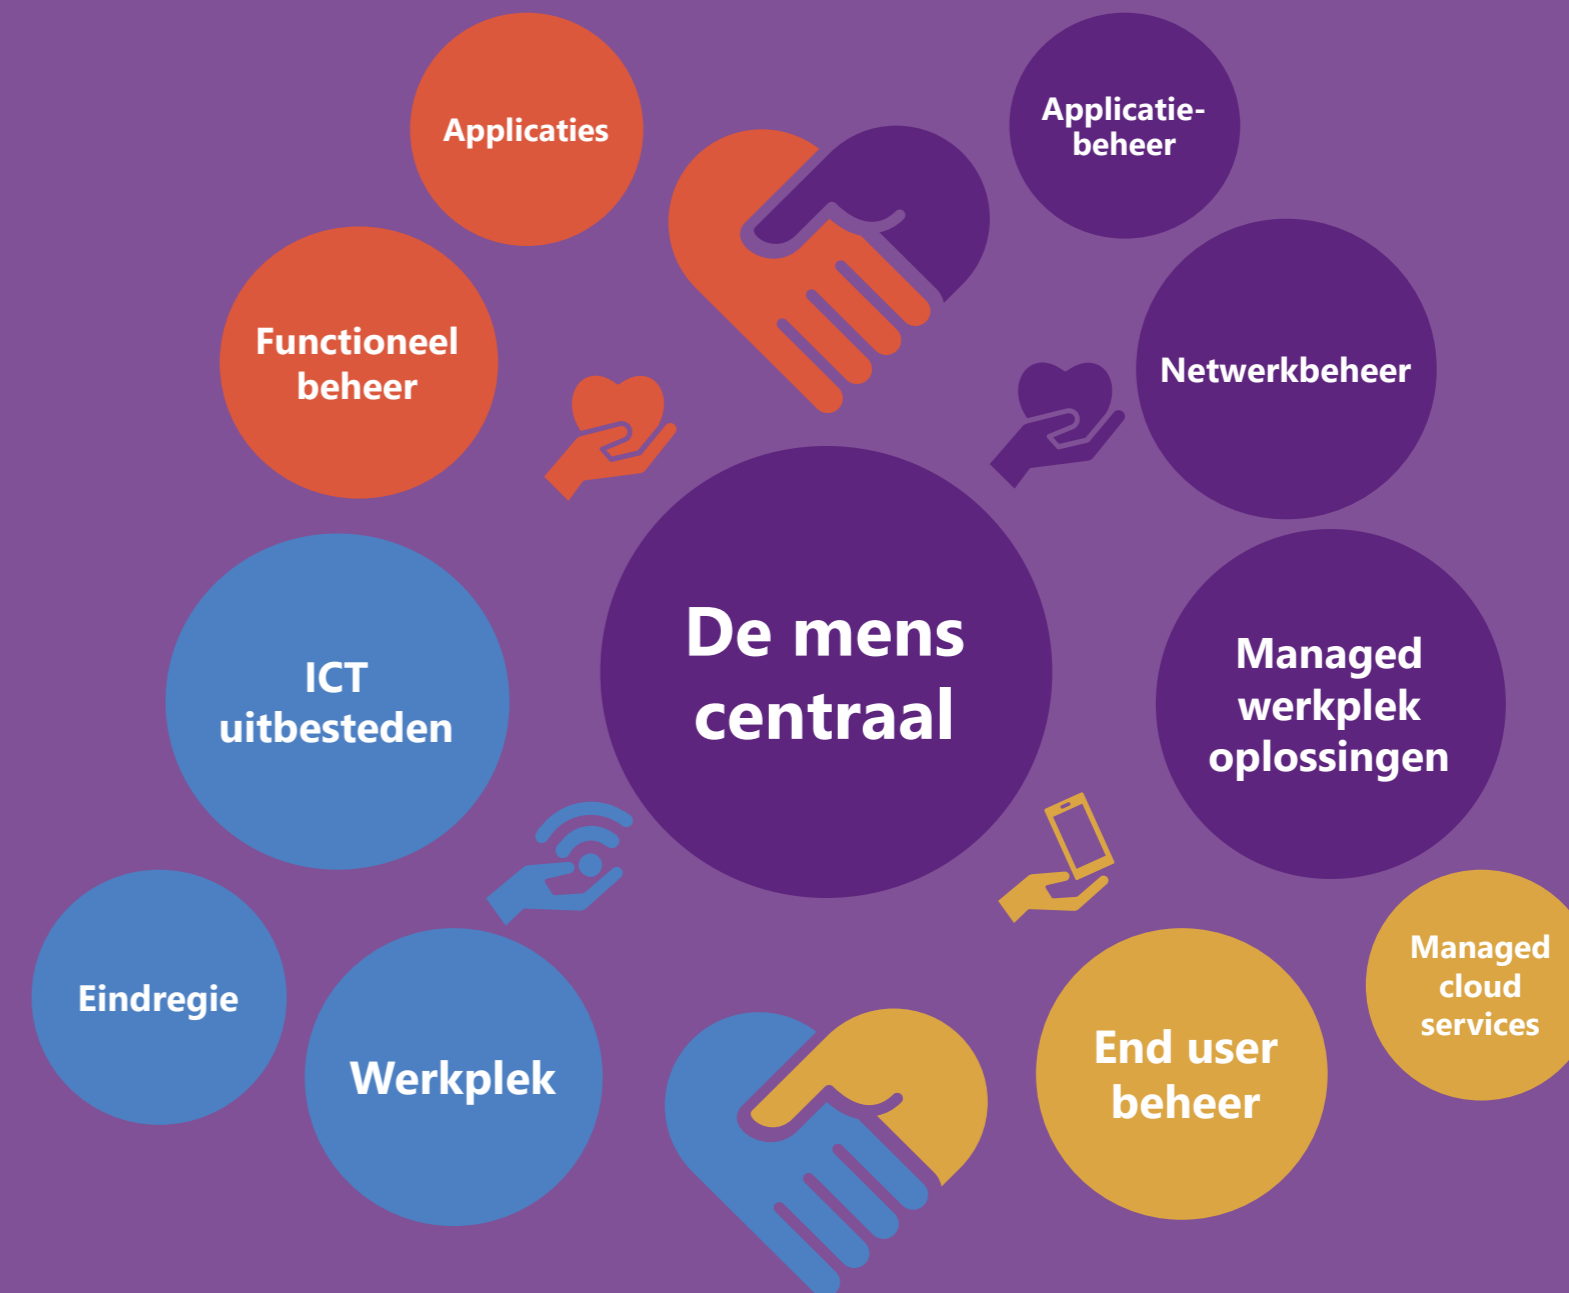 Applicaties
Applicatie-
beheer
Functioneel
beheer
Netwerkbeheer
De mens
centraal
ICT
uitbesteden
Managed
werkplek
oplossingen
Eindregie
Werkplek
End user
beheer
Managed
cloud
services